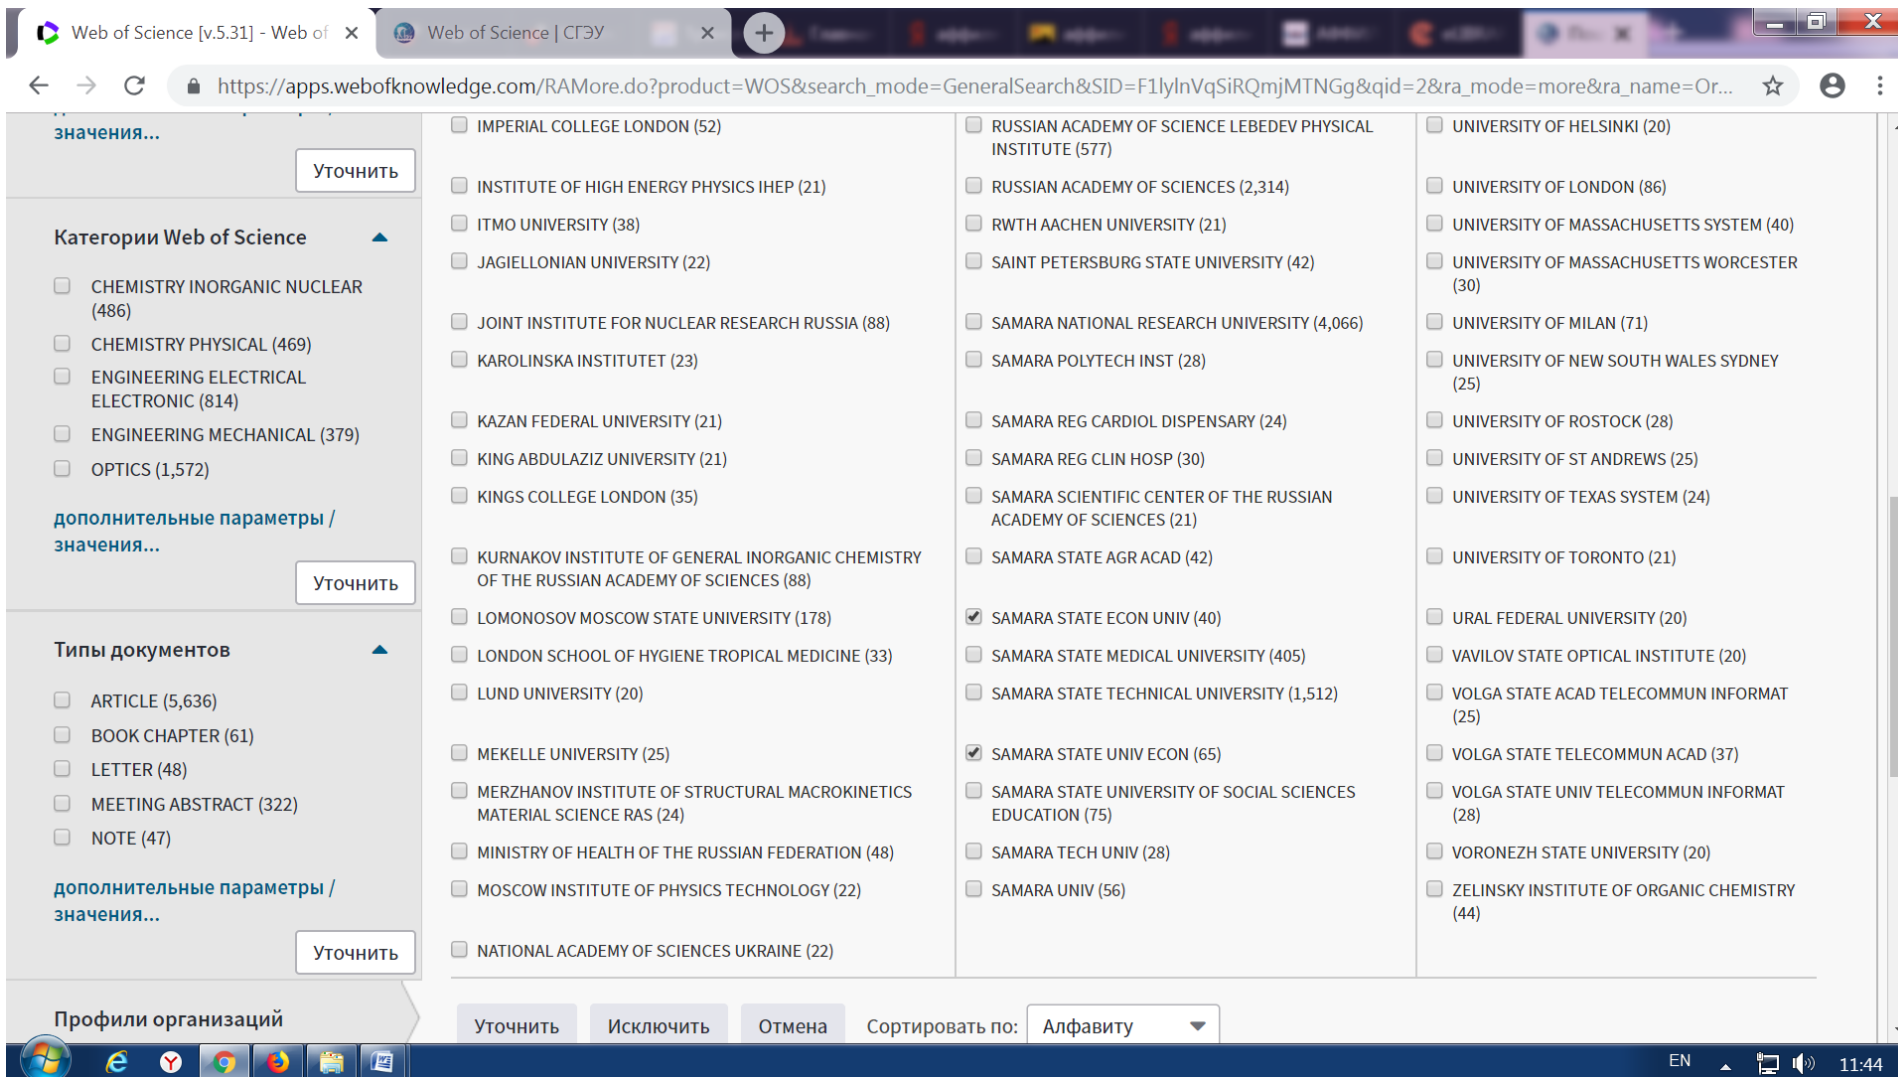 Web of Science [v.5.31] - Web of
Web of Science | СГЭУ
https://apps.webofknowledge.com/RAMore.do?product=WOS&search_mode=GeneralSearch&SID=F1lylnVqSiRQmjMTNGg&qid=2&ra_mode=more&ra_name=Or...
значения...
Уточнить
Категории Web of Science
CHEMISTRY INORGANIC NUCLEAR
(486)
CHEMISTRY PHYSICAL (469)
ENGINEERING ELECTRICAL
ELECTRONIC (814)
ENGINEERING MECHANICAL (379)
OPTICS (1,572)
дополнительные параметры /
значения...
Уточнить
Типы документов
ARTICLE (5,636)
BOOK CHAPTER (61)
LETTER (48)
MEETING ABSTRACT (322)
NOTE (47)
дополнительные параметры /
значения...
Уточнить
Профили организаций
IMPERIAL COLLEGE LONDON (52)
INSTITUTE OF HIGH ENERGY PHYSICS IHEP (21)
ITMO UNIVERSITY (38)
JAGIELLONIAN UNIVERSITY (22)
JOINT INSTITUTE FOR NUCLEAR RESEARCH RUSSIA (88)
KAROLINSKA INSTITUTET (23)
KAZAN FEDERAL UNIVERSITY (21)
KING ABDULAZIZ UNIVERSITY (21)
KINGS COLLEGE LONDON (35)
KURNAKOV INSTITUTE OF GENERAL INORGANIC CHEMISTRY
OF THE RUSSIAN ACADEMY OF SCIENCES (88)
LOMONOSOV MOSCOW STATE UNIVERSITY (178)
LONDON SCHOOL OF HYGIENE TROPICAL MEDICINE (33)
LUND UNIVERSITY (20)
MEKELLE UNIVERSITY (25)
MERZHANOV INSTITUTE OF STRUCTURAL MACROKINETICS
MATERIAL SCIENCE RAS (24)
MINISTRY OF HEALTH OF THE RUSSIAN FEDERATION (48)
MOSCOW INSTITUTE OF PHYSICS TECHNOLOGY (22)
NATIONAL ACADEMY OF SCIENCES UKRAINE (22)
RUSSIAN ACADEMY OF SCIENCE LEBEDEV PHYSICAL
INSTITUTE (577)
RUSSIAN ACADEMY OF SCIENCES (2,314)
RWTH AACHEN UNIVERSITY (21)
SAINT PETERSBURG STATE UNIVERSITY (42)
SAMARA NATIONAL RESEARCH UNIVERSITY (4,066)
SAMARA POLYTECH INST (28)
SAMARA REG CARDIOL DISPENSARY (24)
SAMARA REG CLIN HOSP (30)
SAMARA SCIENTIFIC CENTER OF THE RUSSIAN
ACADEMY OF SCIENCES (21)
SAMARA STATE AGR ACAD (42)
SAMARA STATE ECON UNIV (40)
SAMARA STATE MEDICAL UNIVERSITY (405)
SAMARA STATE TECHNICAL UNIVERSITY (1,512)
SAMARA STATE UNIV ECON (65)
SAMARA STATE UNIVERSITY OF SOCIAL SCIENCES
EDUCATION (75)
SAMARA TECH UNIV (28)
SAMARA UNIV (56)
UNIVERSITY OF HELSINKI (20)
UNIVERSITY OF LONDON (86)
UNIVERSITY OF MASSACHUSETTS SYSTEM (40)
UNIVERSITY OF MASSACHUSETTS WORCESTER
(30)
UNIVERSITY OF MILAN (71)
UNIVERSITY OF NEW SOUTH WALES SYDNEY
(25)
UNIVERSITY OF ROSTOCK (28)
UNIVERSITY OF ST ANDREWS (25)
UNIVERSITY OF TEXAS SYSTEM (24)
UNIVERSITY OF TORONTO (21)
URAL FEDERAL UNIVERSITY (20)
VAVILOV STATE OPTICAL INSTITUTE (20)
VOLGA STATE ACAD TELECOMMUN INFORMAT
(25)
VOLGA STATE TELECOMMUN ACAD (37)
VOLGA STATE UNIV TELECOMMUN INFORMAT
(28)
VORONEZH STATE UNIVERSITY (20)
ZELINSKY INSTITUTE OF ORGANIC CHEMISTRY
(44)
Уточнить Исключить Отмена Сортировать по: Алфавиту
EN 11:44